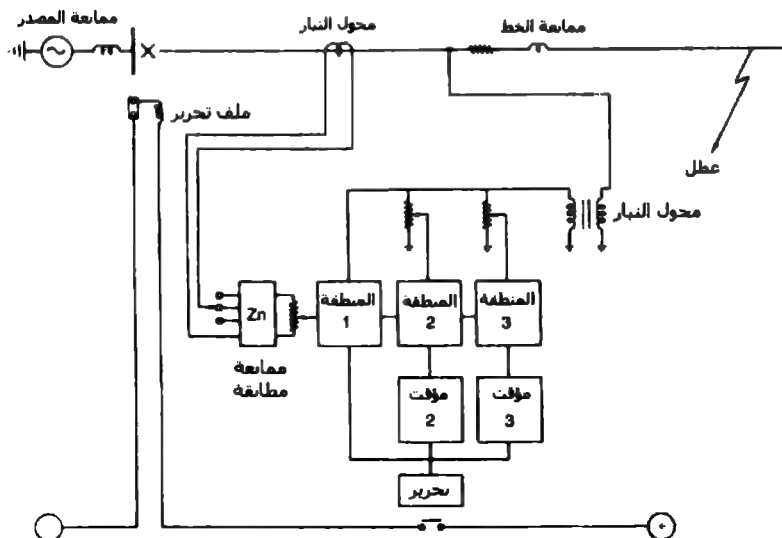 ممانعة المصدر
محول التيار
ممانعة الخط
ملف تحرير
عطل
محول التيار
Zn
المنطقة
1
المنطقة
2
المنطقة
3
ممانعة
مطابقة
مؤقت
2
مؤقت
3
تحرير
+